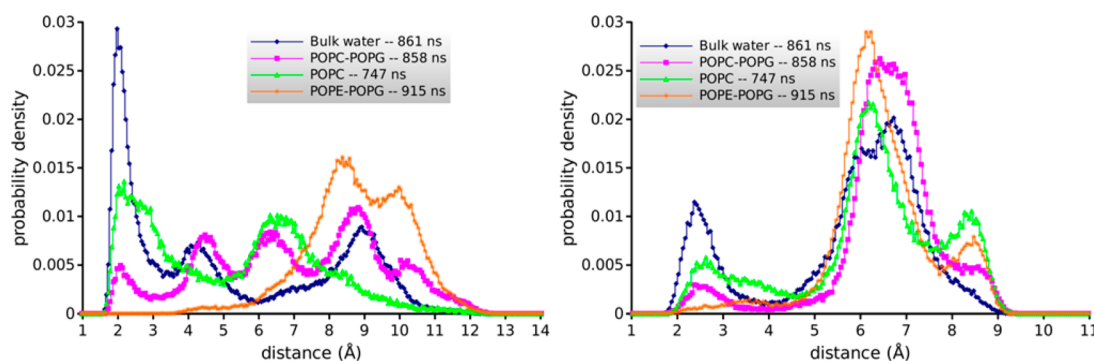 0.03
0.025
0.02
0.015
0.01
0.005
0
probability density
Bulk water -- 861 ns
POPC-POPG -- 858 ns
POPC -- 747 ns
POPE-POPG -- 915 ns
1 2 3 4 5 6 7 8 9 10 11 12 13 14
distance (Å)
0.03
0.025
0.02
0.015
0.01
0.005
0
probability density
Bulk water -- 861 ns
POPC-POPG -- 858 ns
POPC -- 747 ns
POPE-POPG -- 915 ns
1 2 3 4 5 6 7 8 9 10 11
distance (Å)